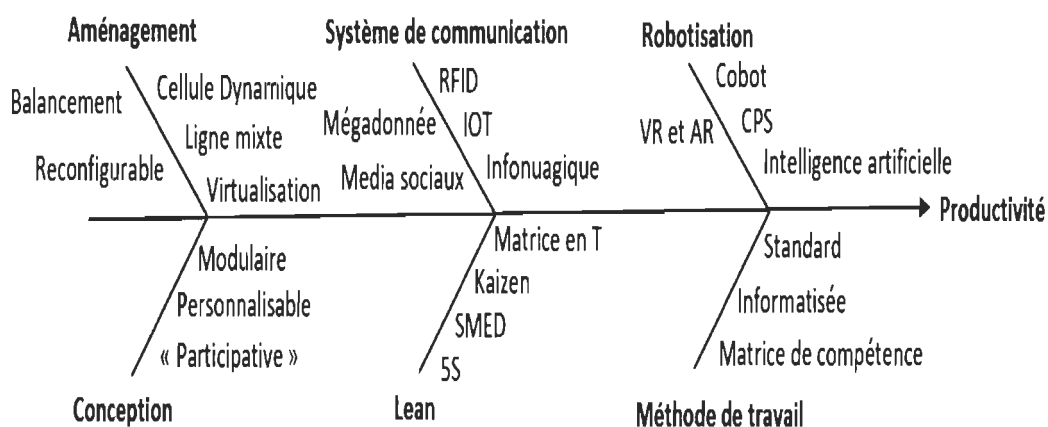 Aménagement
Balancement
Cellule Dynamique
Ligne mixte
Reconfigurable
Virtualisation
Système de communication
RFID
Mégadonnée
IOT
Media sociaux
Infonuagique
Robotisation
Cobot
VR et AR
CPS
Intelligence artificielle
Productivité
Modulaire
Personnalisable
« Participative »
Conception
Matrice en T
Kaizen
SMED
5S
Lean
Standard
Informatisée
Matrice de compétence
Méthode de travail